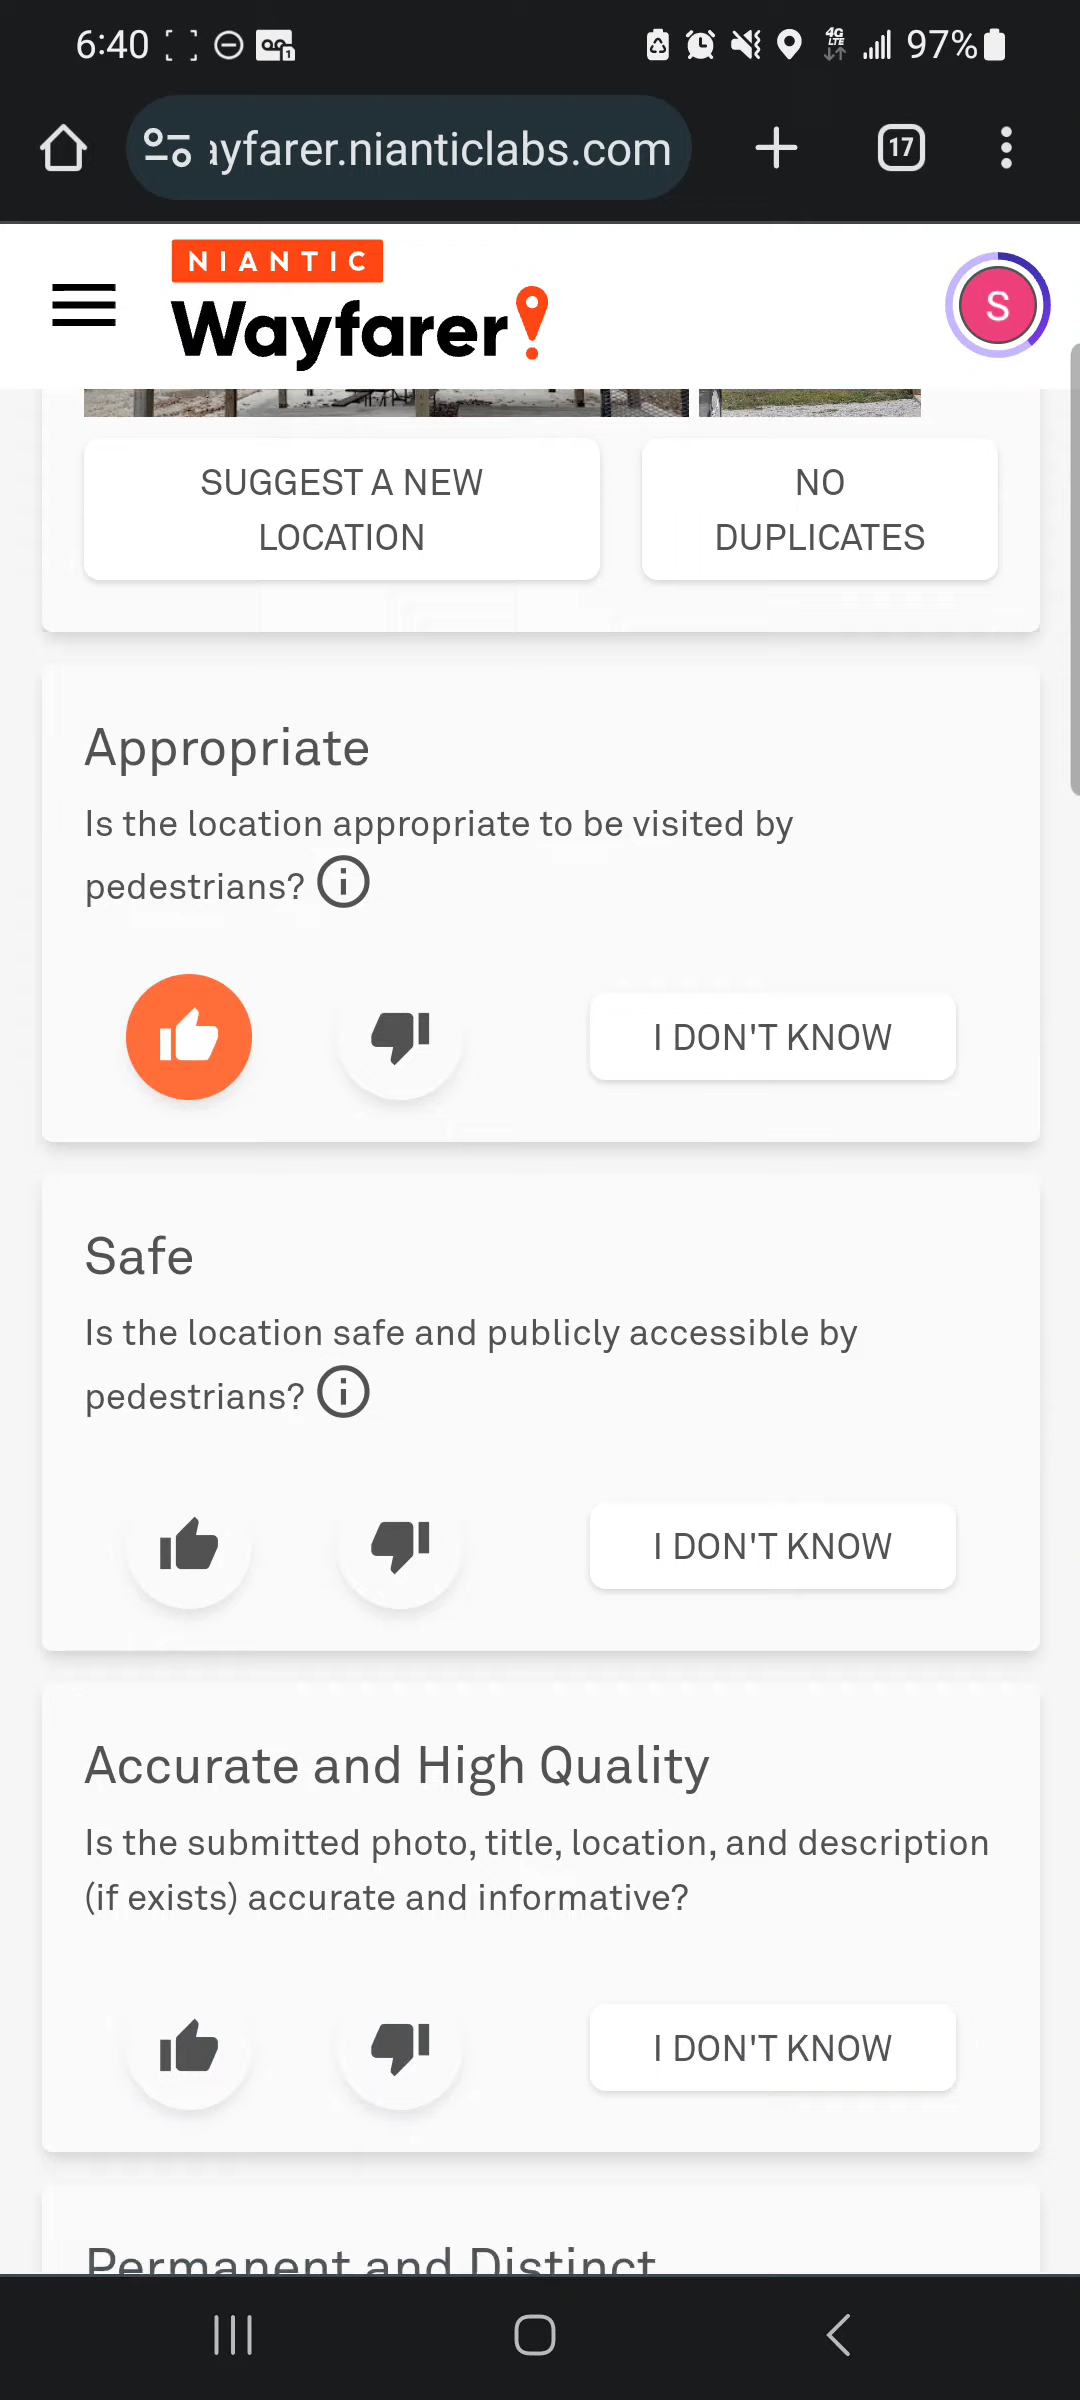 6:40
4G
LTE
97%
ayfarer.nianticlabs.com
17
NIANTIC
Wayfarer
S
SUGGEST A NEW
LOCATION
NO
DUPLICATES
Appropriate
Is the location appropriate to be visited by
pedestrians?
I DON'T KNOW
Safe
Is the location safe and publicly accessible by
pedestrians?
I DON'T KNOW
Accurate and High Quality
Is the submitted photo, title, location, and description
(if exists) accurate and informative?
I DON'T KNOW
Permanent and Distinct